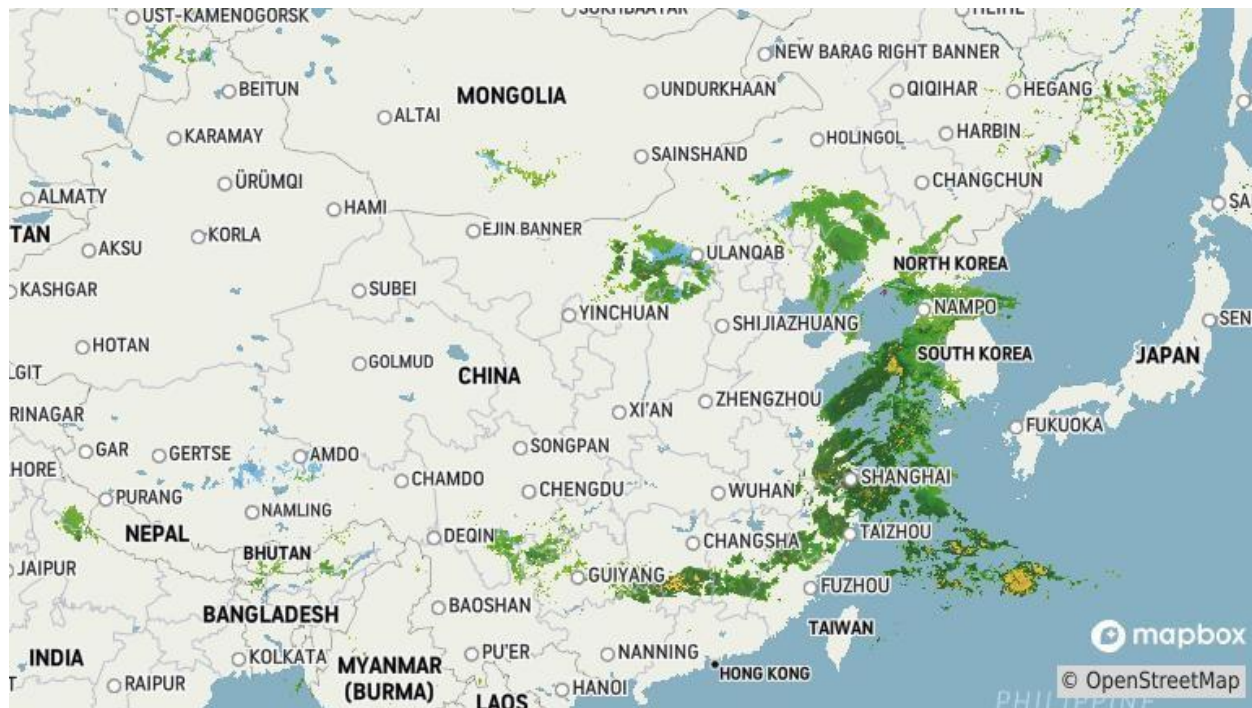 UST-KAMENOGORSK
NEW BARAG RIGHT BANNER
BEITUN
MONGOLIA
UNDURKHAAN
QIQIHAR
HEGANG
ALTAI
KARAMAY
HOLINGOL
HARBIN
SAINSHAND
ÜRÜMQI
CHANGCHUN
ALMATY
HAMI
SA
TAN
KORLA
EJIN BANNER
AKSU
ULANQAB
NORTH KOREA
KASHGAR
SUBEI
NAMPO
YINCHUAN
SHIJIAZHUANG
SEN
HOTAN
SOUTH KOREA
JAPAN
GOLMUD
LGIT
CHINA
ZHENGZHOU
RINAGAR
XI'AN
FUKUOKA
GAR
GERTSE
AMDO
SONGPAN
HORE
CHAMDO
CHENGDU
WUHAN
SHANGHAI
PURANG
NAMLING
NEPAL
DEQIN
CHANGSHA
TAIZHOU
BHUTAN
JAIPUR
GUIYANG
FUZHOU
BANGLADESH
BAOSHAN
TAIWAN
mapbox
INDIA
KOLKATA
MYANMAR
(BURMA)
PU'ER
NANNING
HONG KONG
RAIPUR
HANOI
© OpenStreetMap
LAOS
PHILIPPINE